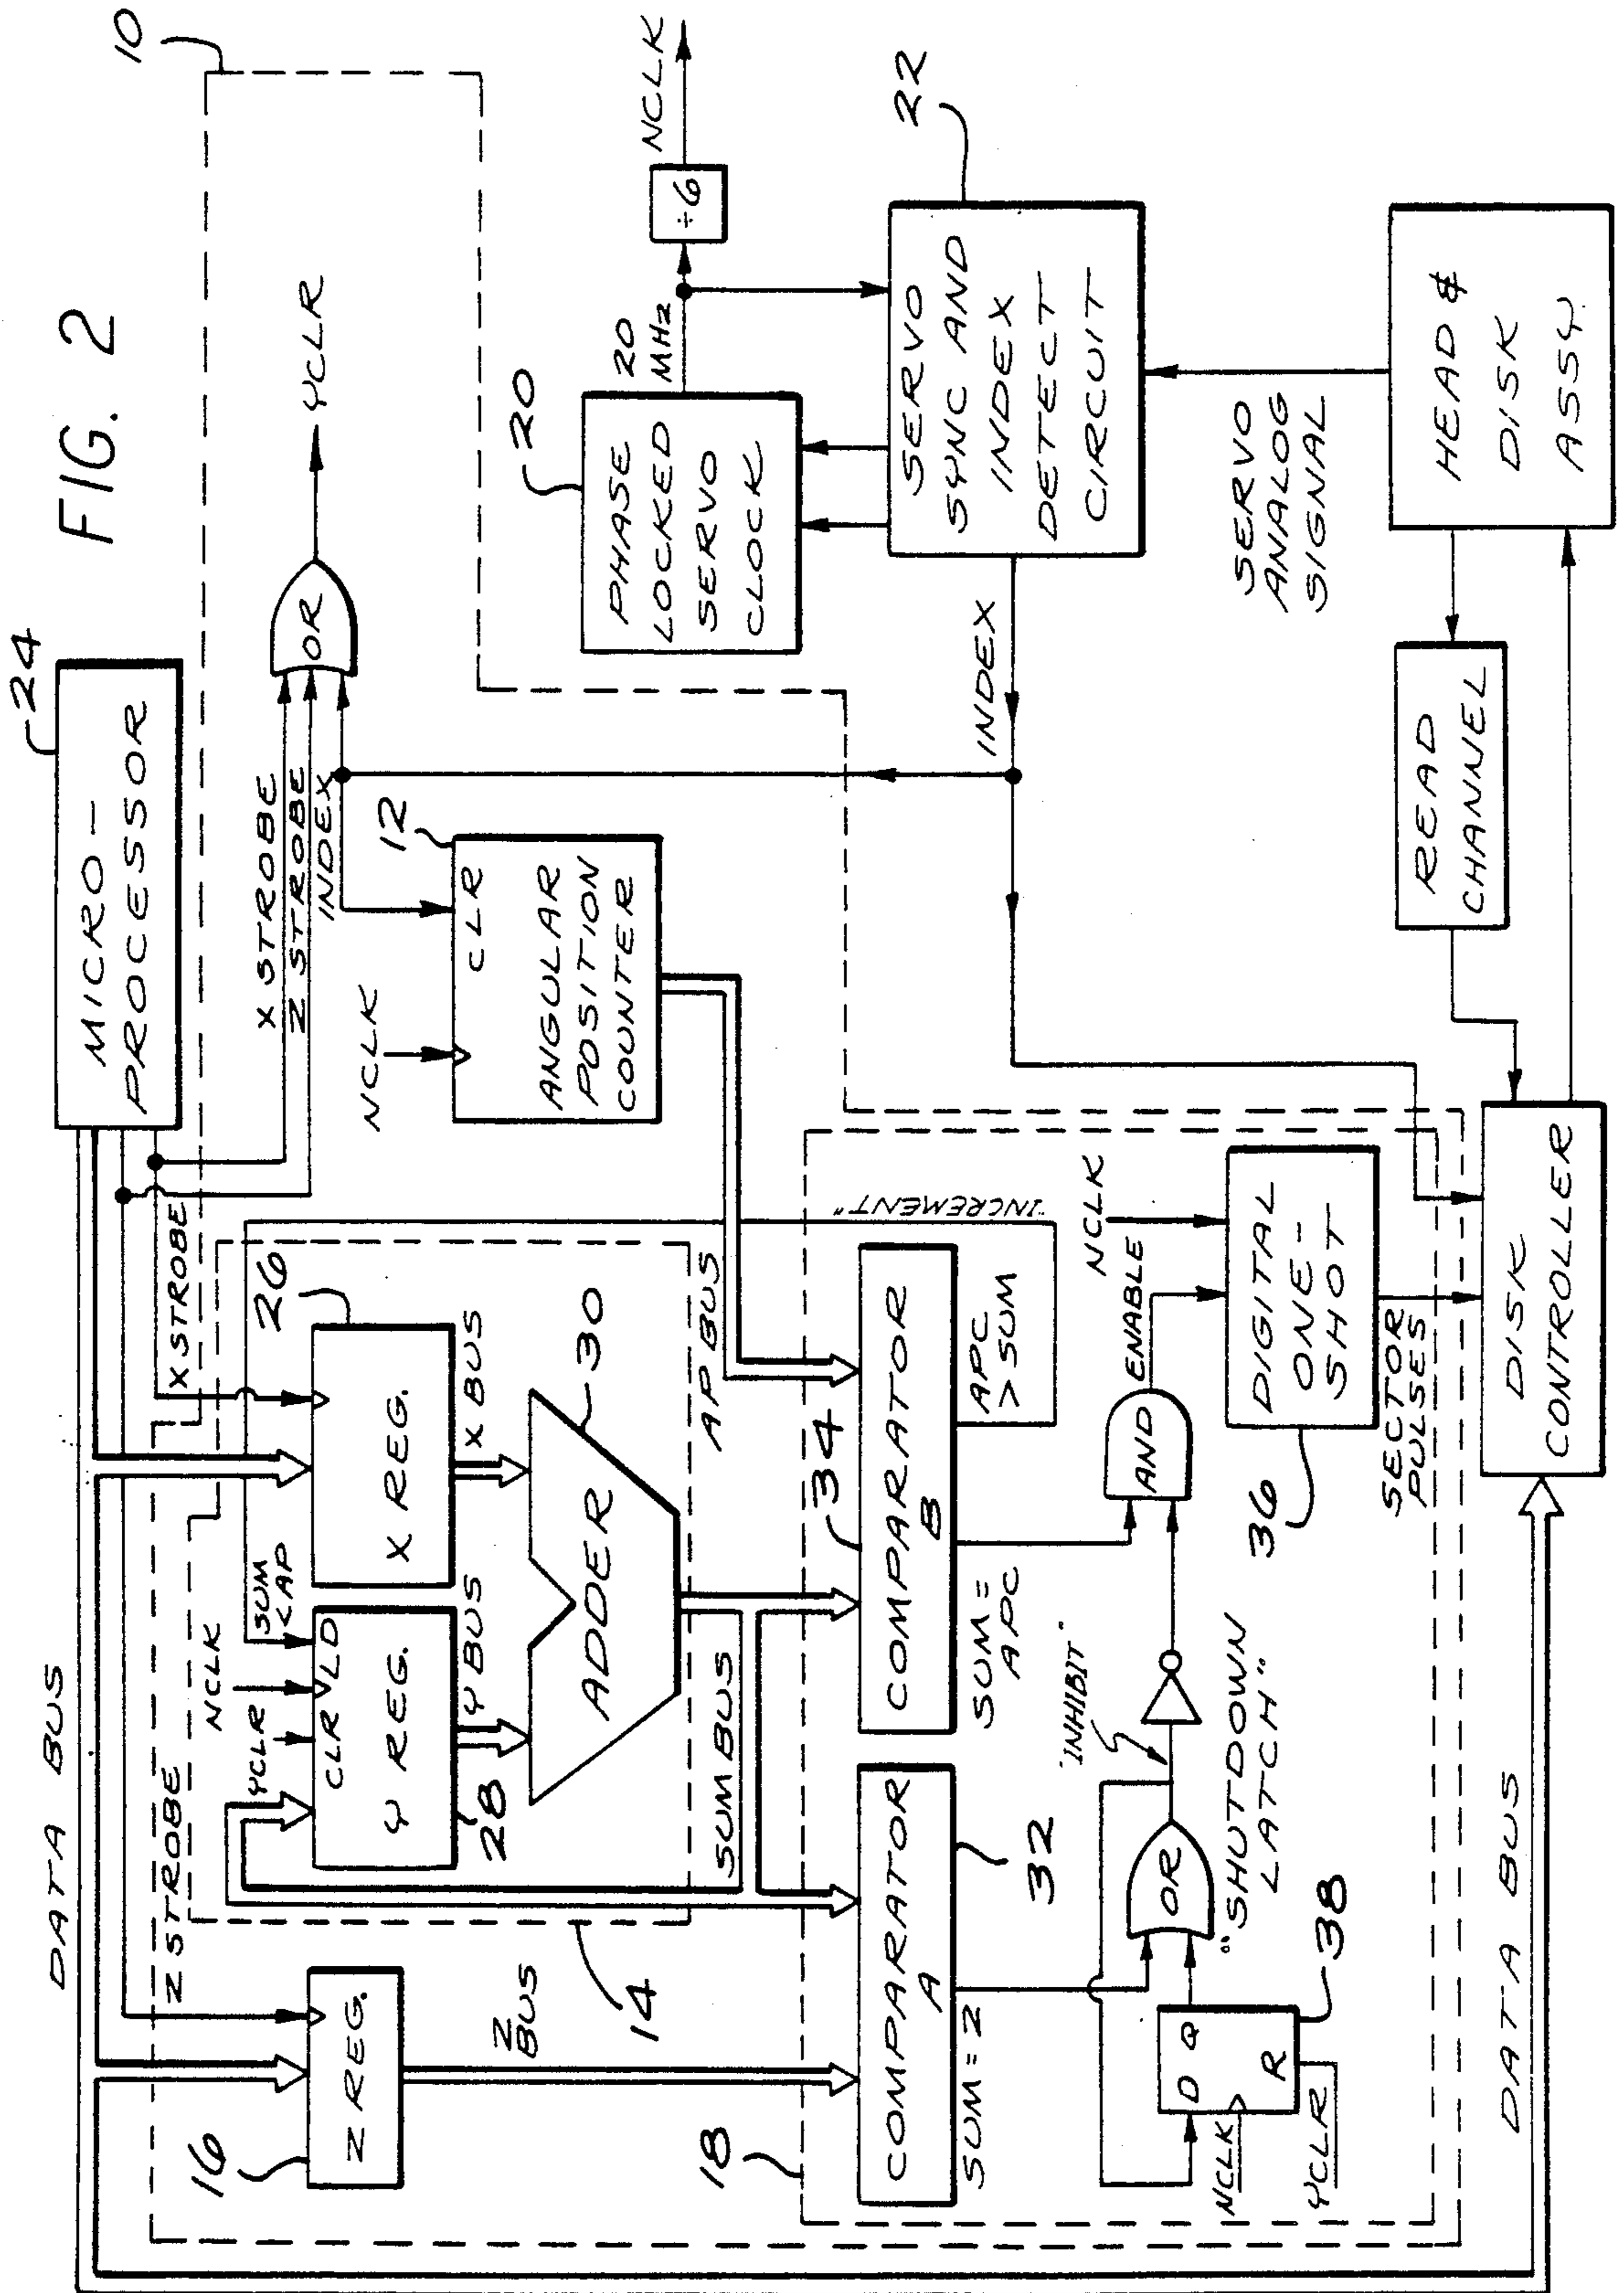 FIG. 2
10
24
MICRO-
PROCESSOR
DATA BUS
Z STROBE
X STROBE
X STROBE
Z STROBE
INDEX
OR
YCLR
16
Z REG.
Z BUS
14
YCLR
NCLK
SUM
<AP
CLR
LD
Y REG.
28
Y BUS
26
X REG.
X BUS
ADDER
30
SUM BUS
AP BUS
NCLK
12
CLR
ANGULAR
POSITION
COUNTER
20
PHASE
LOCKED
SERVO
CLOCK
20
MHz
÷6
NCLK
22
SERVO
SYNC AND
INDEX
DETECT
CIRCUIT
INDEX
18
COMPARATOR
A
32
SUM = Z
34
COMPARATOR
B
SUM =
APC
APC
> SUM
"INCREMENT"
OR
"INHIBIT"
"SHUTDOWN
LATCH"
D Q
R
38
NCLK
YCLR
AND
ENABLE
NCLK
DIGITAL
ONE-
SHOT
36
SECTOR
PULSES
DISK
CONTROLLER
DATA BUS
READ
CHANNEL
SERVO
ANALOG
SIGNAL
HEAD &
DISK
ASSY